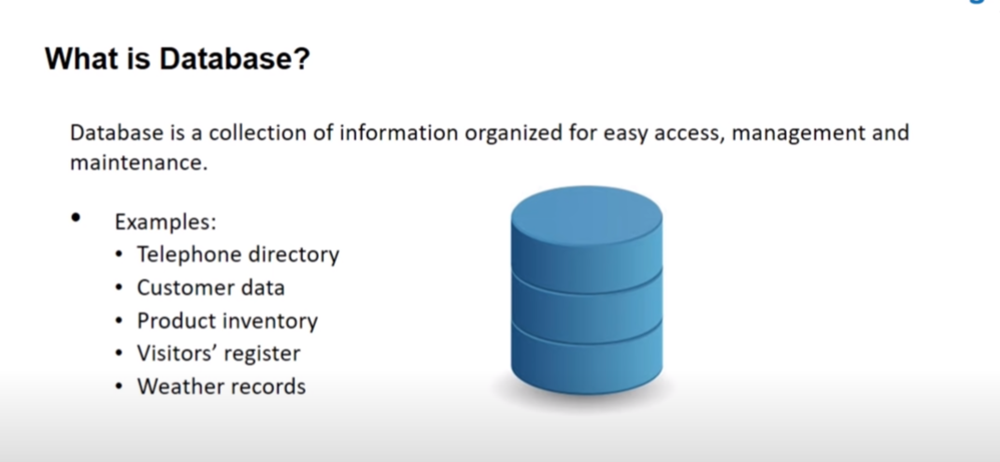 What is Database?
Database is a collection of information organized for easy access, management and
maintenance.
• Examples:
• Telephone directory
• Customer data
• Product inventory
• Visitors’ register
• Weather records